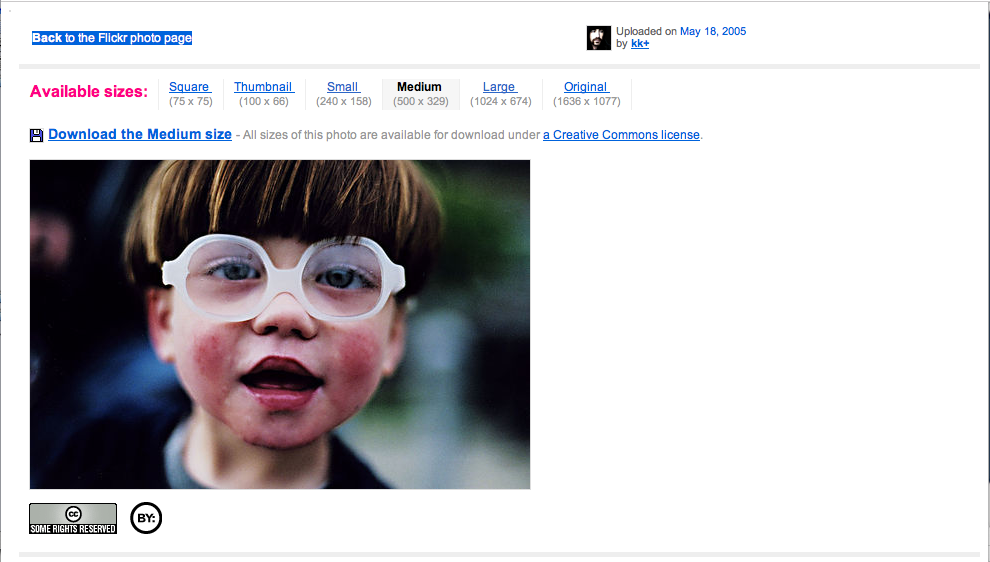 Back to the Flickr photo page
Uploaded on May 18, 2005
by kk+
Available sizes:
Square
(75 x 75)
Thumbnail
(100 x 66)
Small
(240 x 158)
Medium
(500 x 329)
Large
(1024 x 674)
Original
(1636 x 1077)
Download the Medium size - All sizes of this photo are available for download under a Creative Commons license.
cc
SOME RIGHTS RESERVED
BY: